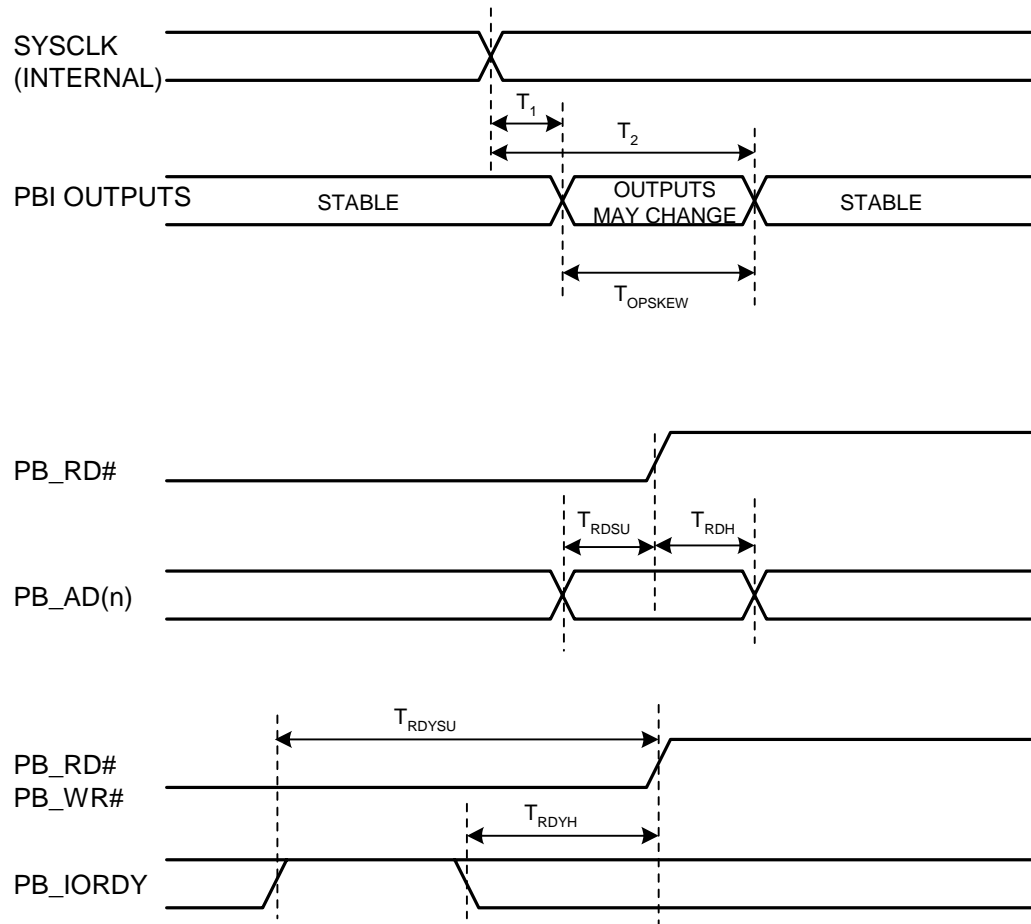 SYSCLK
(INTERNAL)
T1
T2
PBI OUTPUTS
STABLE
OUTPUTS
MAY CHANGE
STABLE
TOPSKEW
PB_RD#
TRDSU
TRDH
PB_AD(n)
TRDYSU
PB_RD#
PB_WR#
TRDYH
PB_IORDY